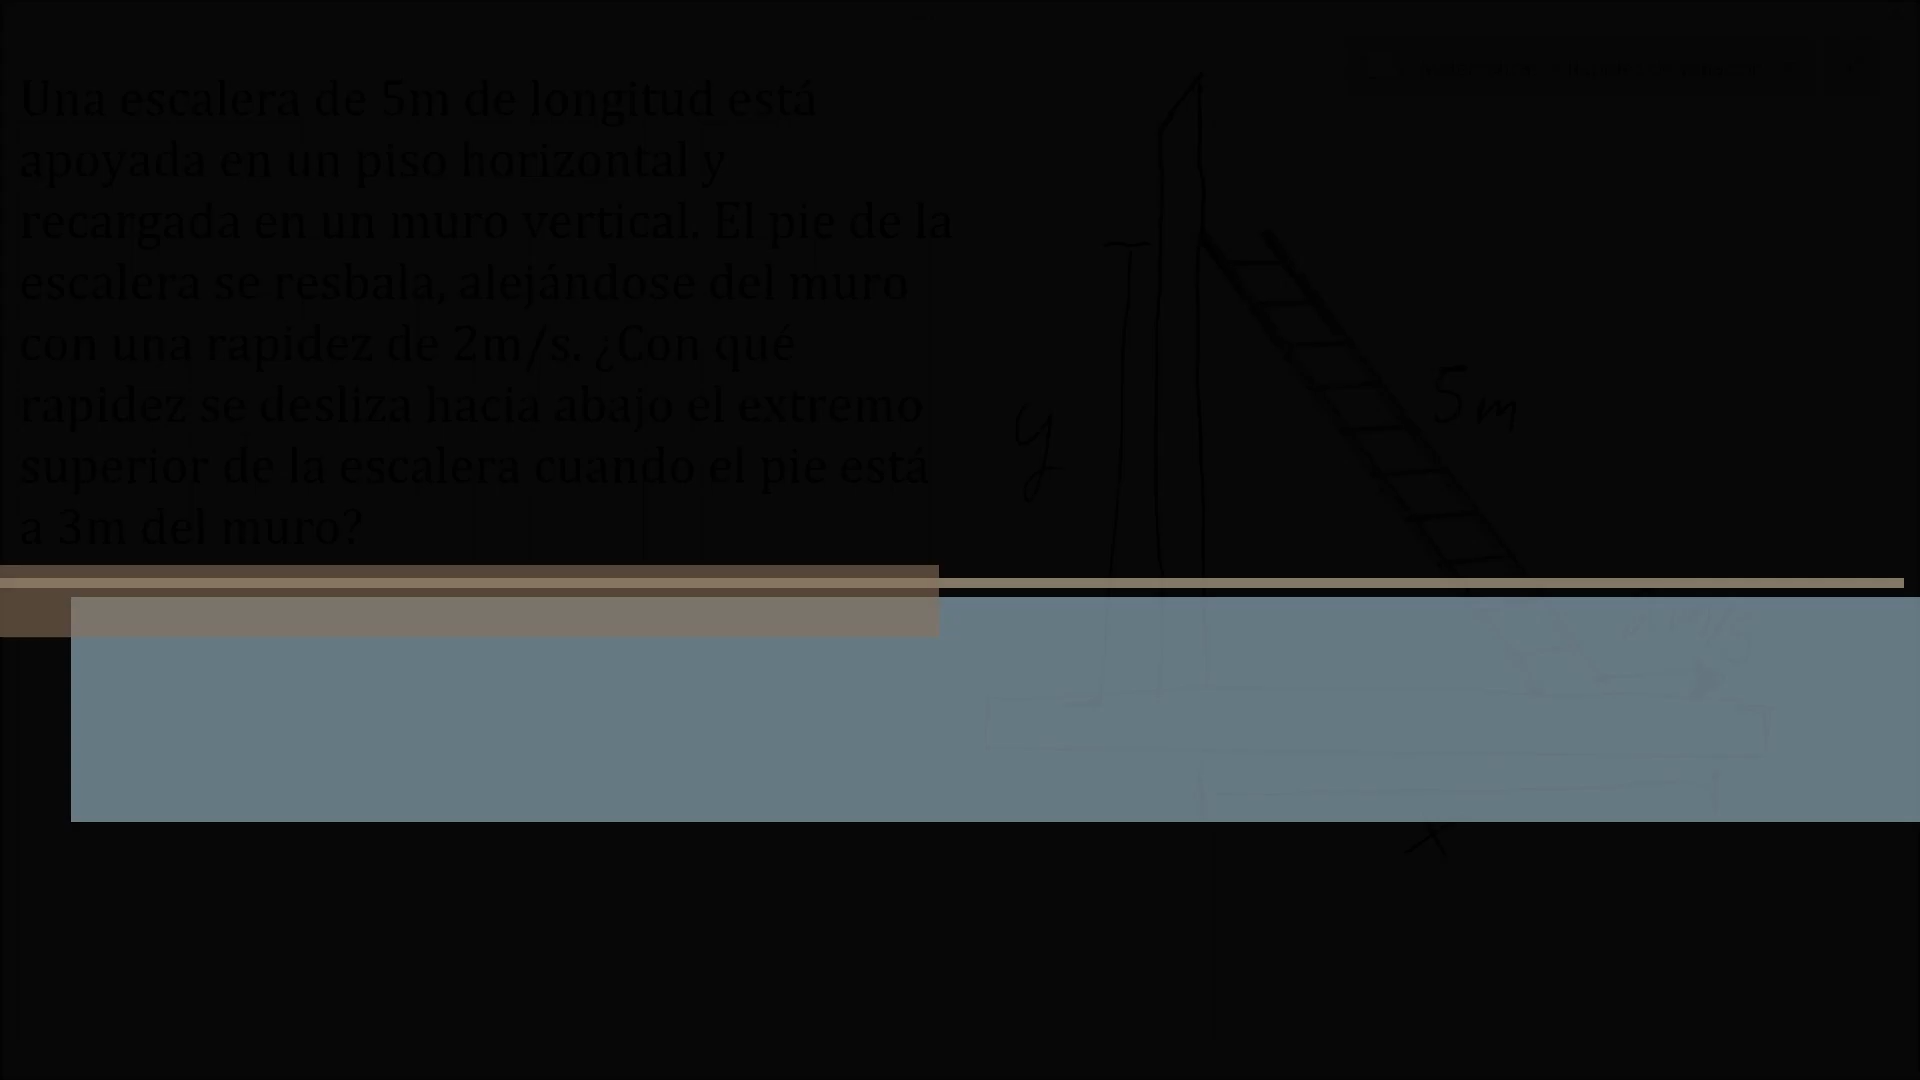 Una escalera de 5m de longitud está
apoyada en un piso horizontal y
recargada en un muro vertical. El pie de la
escalera se resbala, alejándose del muro
con una rapidez de 2m/s. ¿Con qué
rapidez se desliza hacia abajo el extremo
superior de la escalera cuando el pie está
a 3m del muro?
5m
y
x